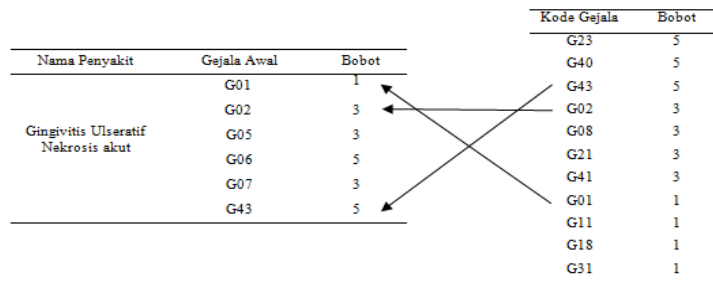 Nama Penyakit Gejala Awal Bobot
G01 1
G02 3
Gingivitis Ulseratif
Nekrosis akut
G05 3
G06 5
G07 3
G43 5
Kode Gejala Bobot
G23 5
G40 5
G43 5
G02 3
G08 3
G21 3
G41 3
G01 1
G11 1
G18 1
G31 1